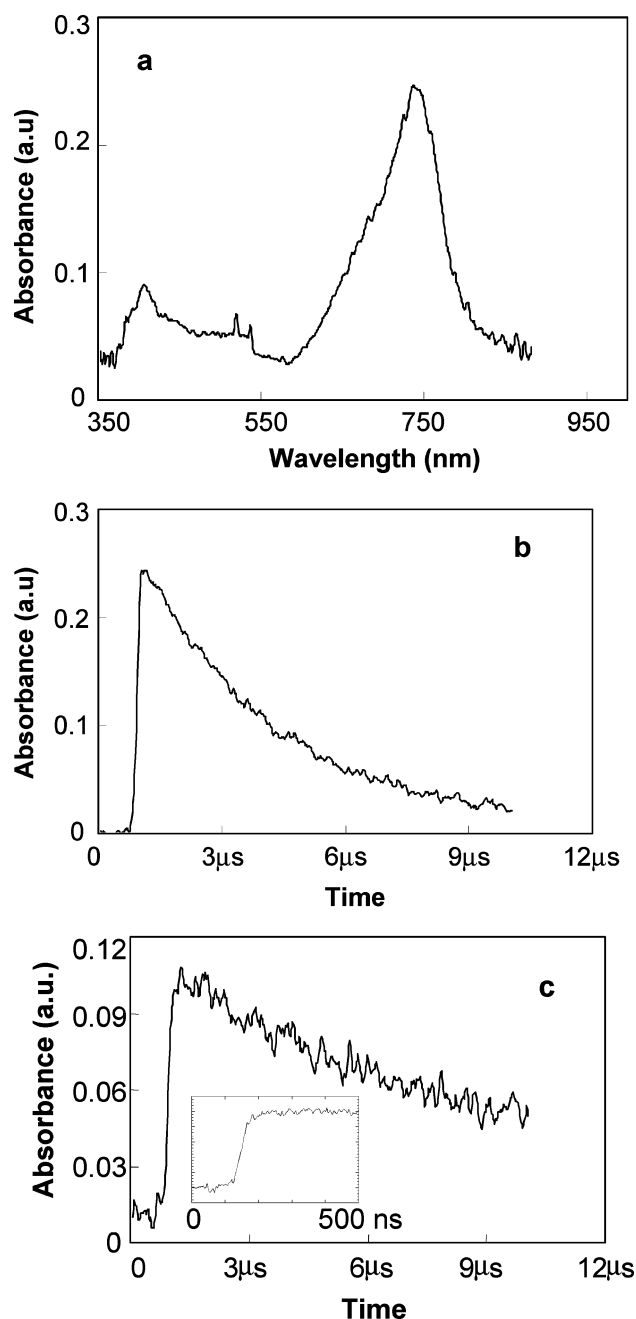 0.3
a
0.2
Absorbance (a.u)
0.1
0
350 550 750 950
Wavelength (nm)
0.3
b
0.2
Absorbance (a.u)
0.1
0
0 3μs 6μs 9μs 12μs
Time
0.12
c
0.09
Absorbance (a.u.)
0.06
0.03
0 500 ns
0
0 3μs 6μs 9μs 12μs
Time